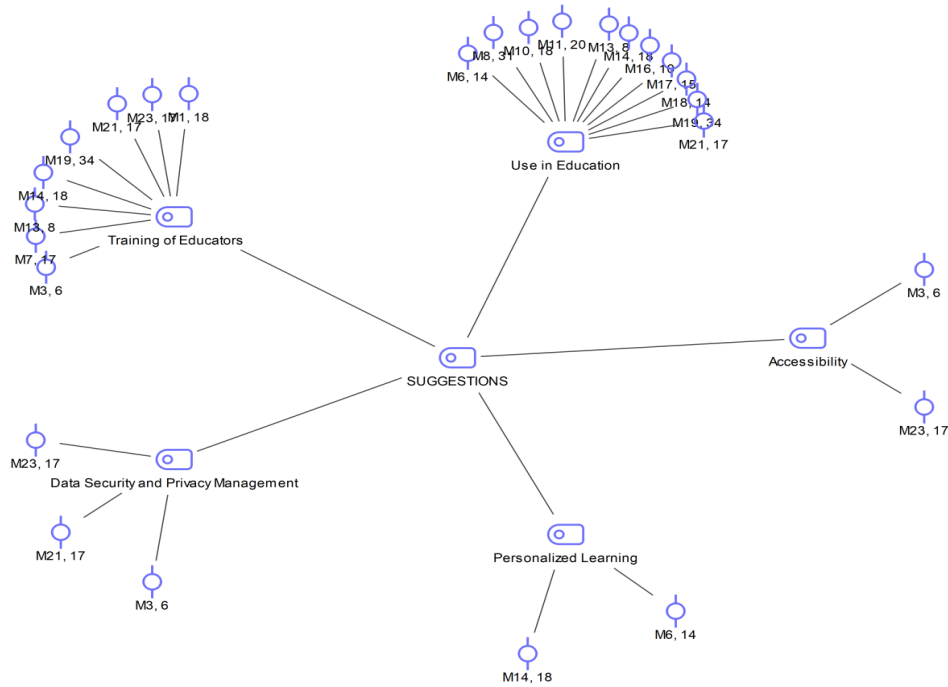 M6, 14
M8, 31
M10, 18
M11, 20
M13, 8
M14, 18
M16, 10
M17, 15
M18, 14
M19, 34
M21, 17
Use in Education
M21, 17
M23, 17
M1, 18
M19, 34
M14, 18
M13, 8
M7, 17
M3, 6
Training of Educators
SUGGESTIONS
M3, 6
Accessibility
M23, 17
M23, 17
Data Security and Privacy Management
M21, 17
M3, 6
Personalized Learning
M6, 14
M14, 18